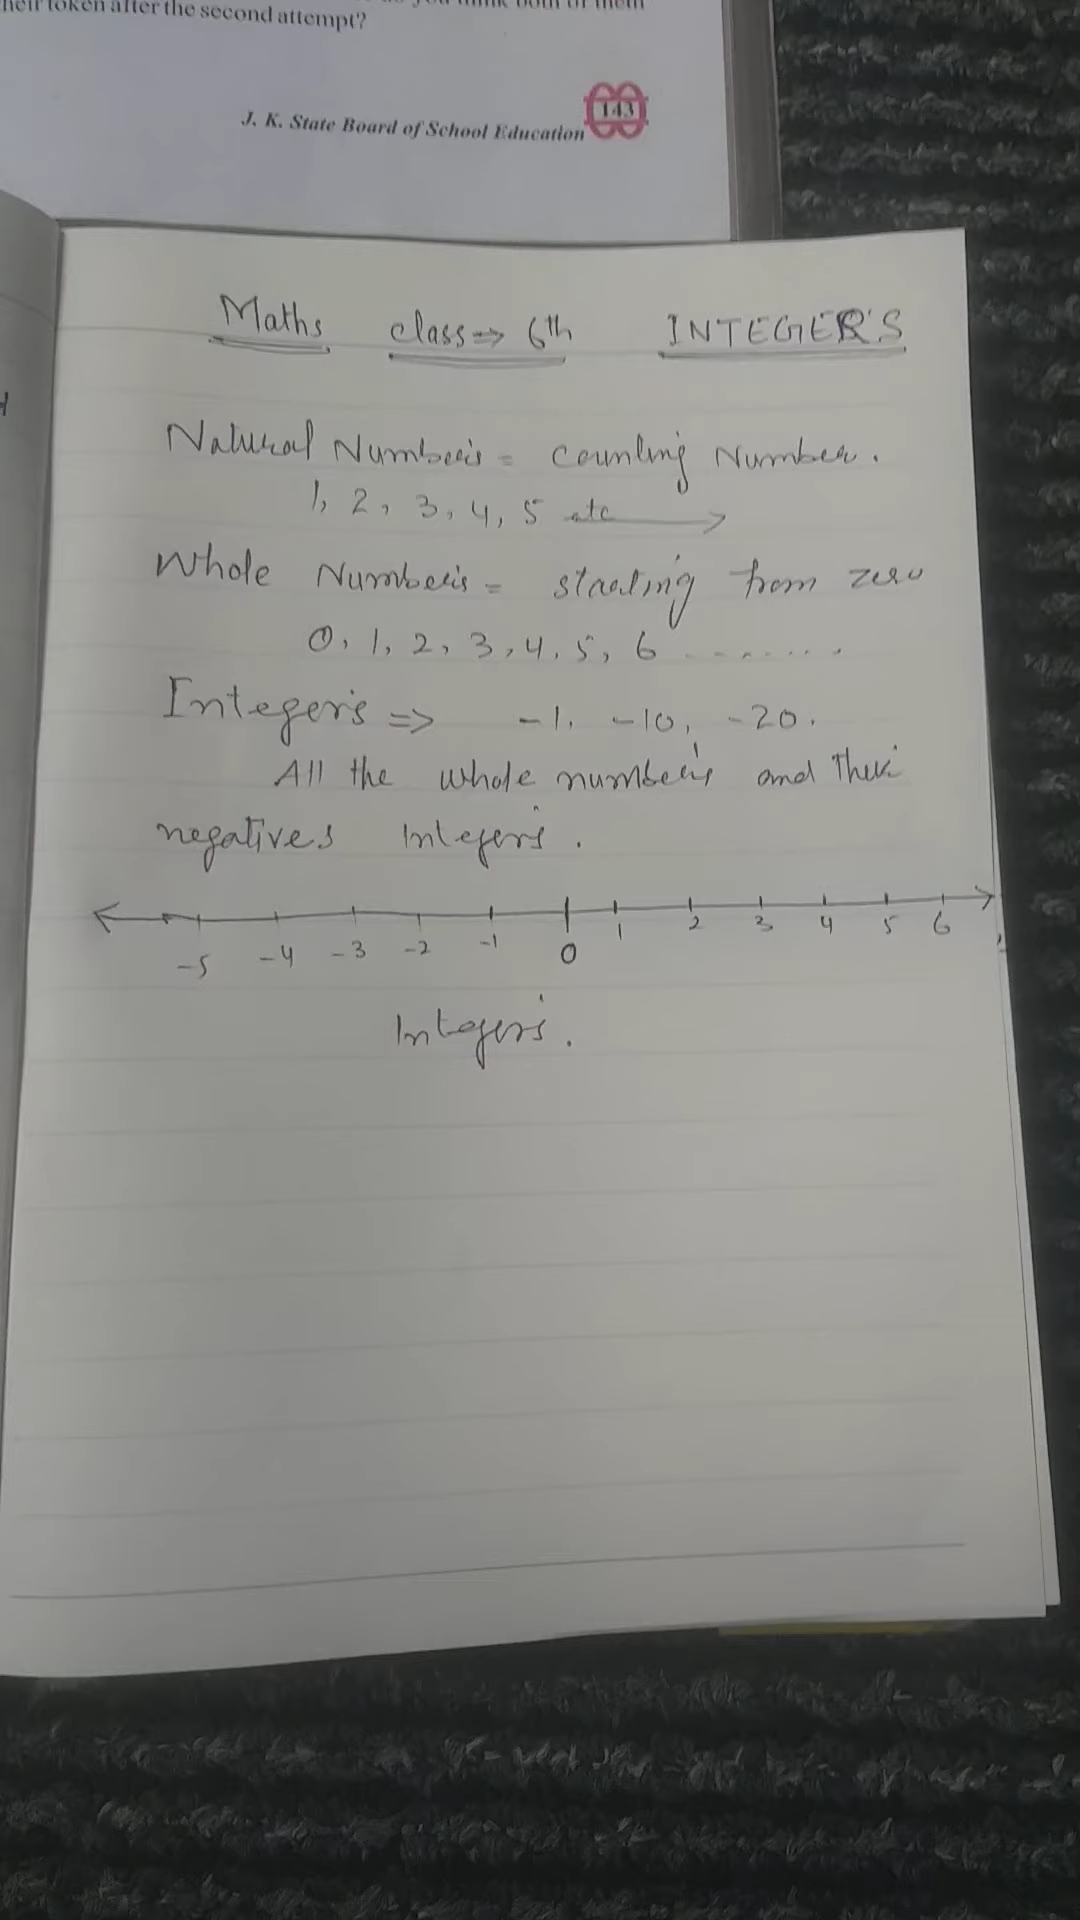 their token after the second attempt?
J. K. State Board of School Education 143
Maths class ⇒ 6th INTEGER'S
Natural Numbers = counting Number.
1, 2, 3, 4, 5 etc →
Whole Numbers = starting from zero
0, 1, 2, 3, 4, 5, 6 ........
Integers ⇒ -1, -10, -20.
All the whole numbers and their
negatives Integers.
-5 -4 -3 -2 -1 0 1 2 3 4 5 6
Integers.